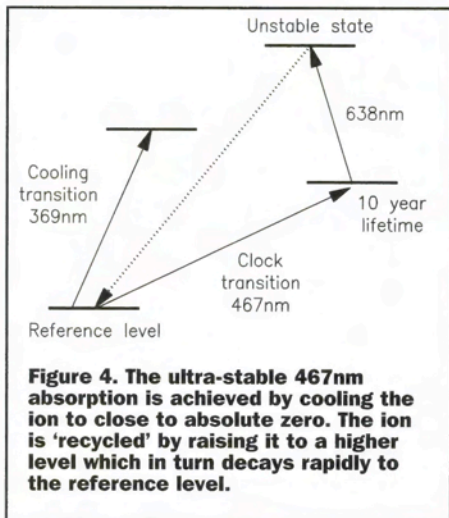 Unstable state
638nm
Cooling
transition
369nm
10 year
lifetime
Clock
transition
467nm
Reference level
Figure 4. The ultra-stable 467nm
absorption is achieved by cooling the
ion to close to absolute zero. The ion
is ‘recycled’ by raising it to a higher
level which in turn decays rapidly to
the reference level.